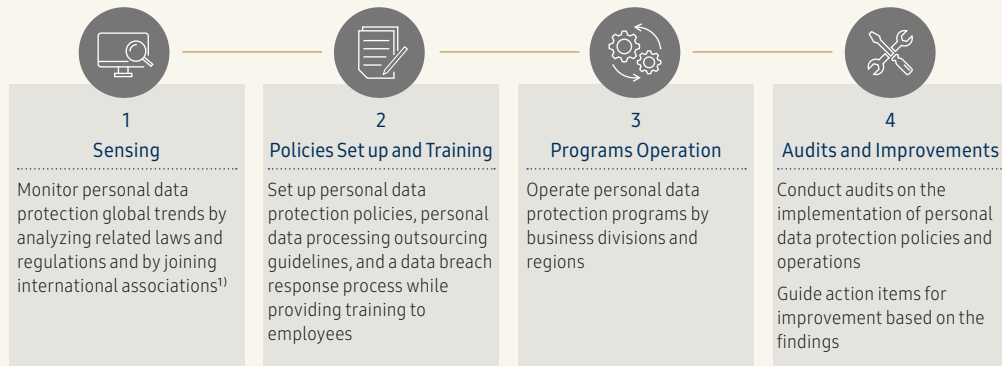 1
Sensing
Monitor personal data
protection global trends by
analyzing related laws and
regulations and by joining
international associations¹⁾
2
Policies Set up and Training
Set up personal data
protection policies, personal
data processing outsourcing
guidelines, and a data breach
response process while
providing training to
employees
3
Programs Operation
Operate personal data
protection programs by
business divisions and
regions
4
Audits and Improvements
Conduct audits on the
implementation of personal
data protection policies and
operations
Guide action items for
improvement based on the
findings